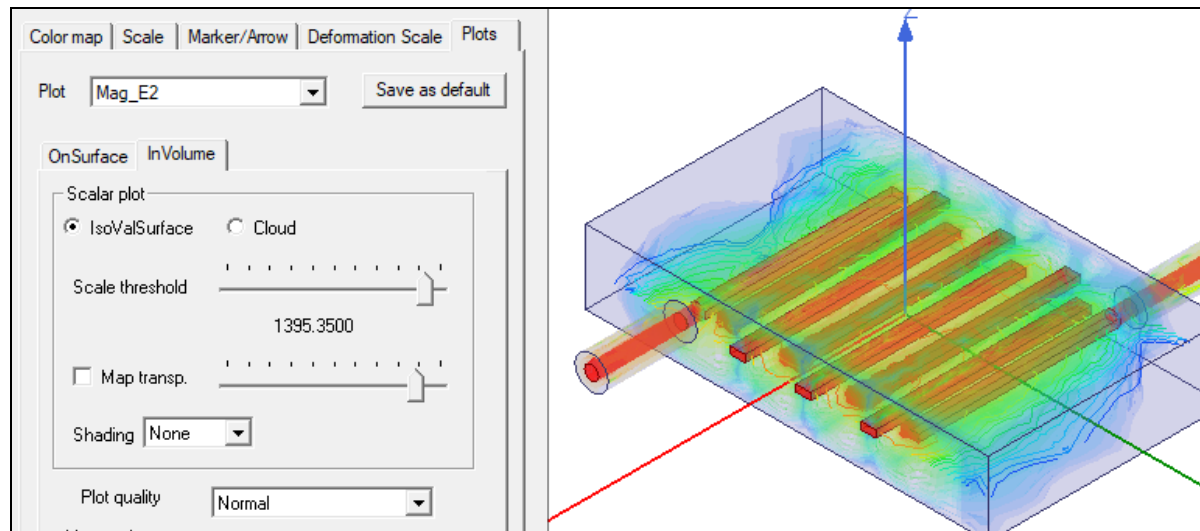 Color map Scale Marker/Arrow Deformation Scale Plots
Plot Mag_E2 Save as default
OnSurface InVolume
Scalar plot
IsoValSurface Cloud
Scale threshold
1395.3500
Map transp.
Shading None
Plot quality Normal